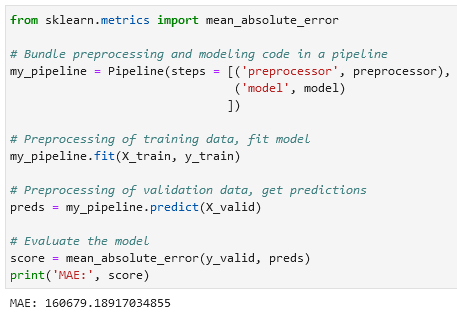 from sklearn.metrics import mean_absolute_error
# Bundle preprocessing and modeling code in a pipeline
my_pipeline = Pipeline(steps = [('preprocessor', preprocessor),
('model', model)
])
# Preprocessing of training data, fit model
my_pipeline.fit(X_train, y_train)
# Preprocessing of validation data, get predictions
preds = my_pipeline.predict(X_valid)
# Evaluate the model
score = mean_absolute_error(y_valid, preds)
print('MAE:', score)
MAE: 160679.18917034855